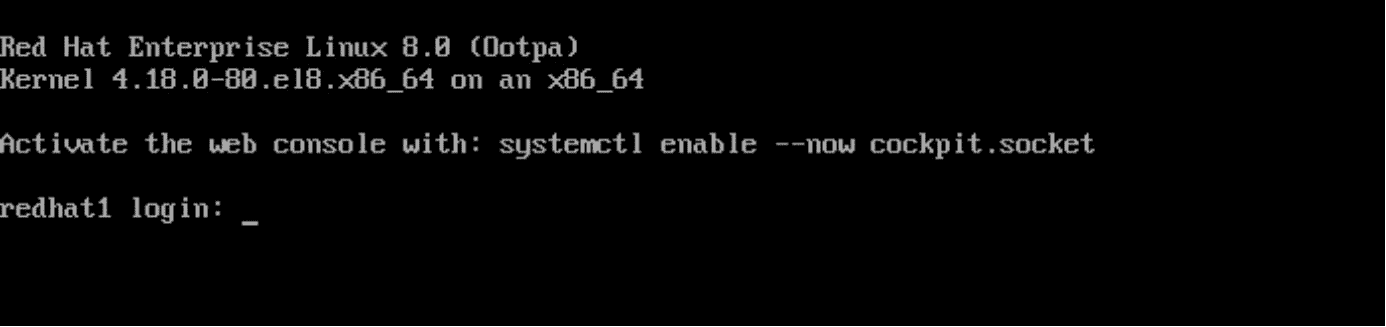 Red Hat Enterprise Linux 8.0 (Ootpa)
Kernel 4.18.0-80.el8.x86_64 on an x86_64
Activate the web console with: systemctl enable --now cockpit.socket
redhat1 login: _